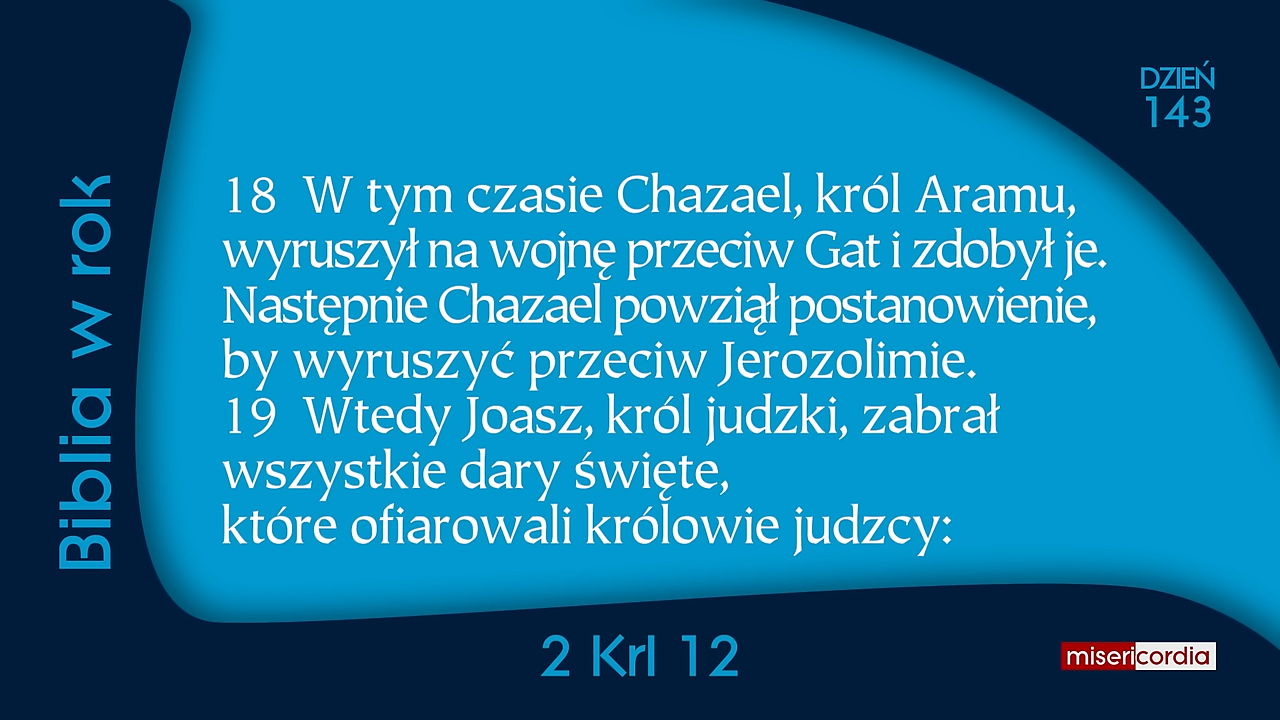 DZIEŃ
143
Biblia w rok
18 W tym czasie Chazael, król Aramu,
wyruszył na wojnę przeciw Gat i zdobył je.
Następnie Chazael powziął postanowienie,
by wyruszyć przeciw Jerozolimie.
19 Wtedy Joasz, król judzki, zabrał
wszystkie dary święte,
które ofiarowali królowie judzcy:
2 Krl 12
misericordia